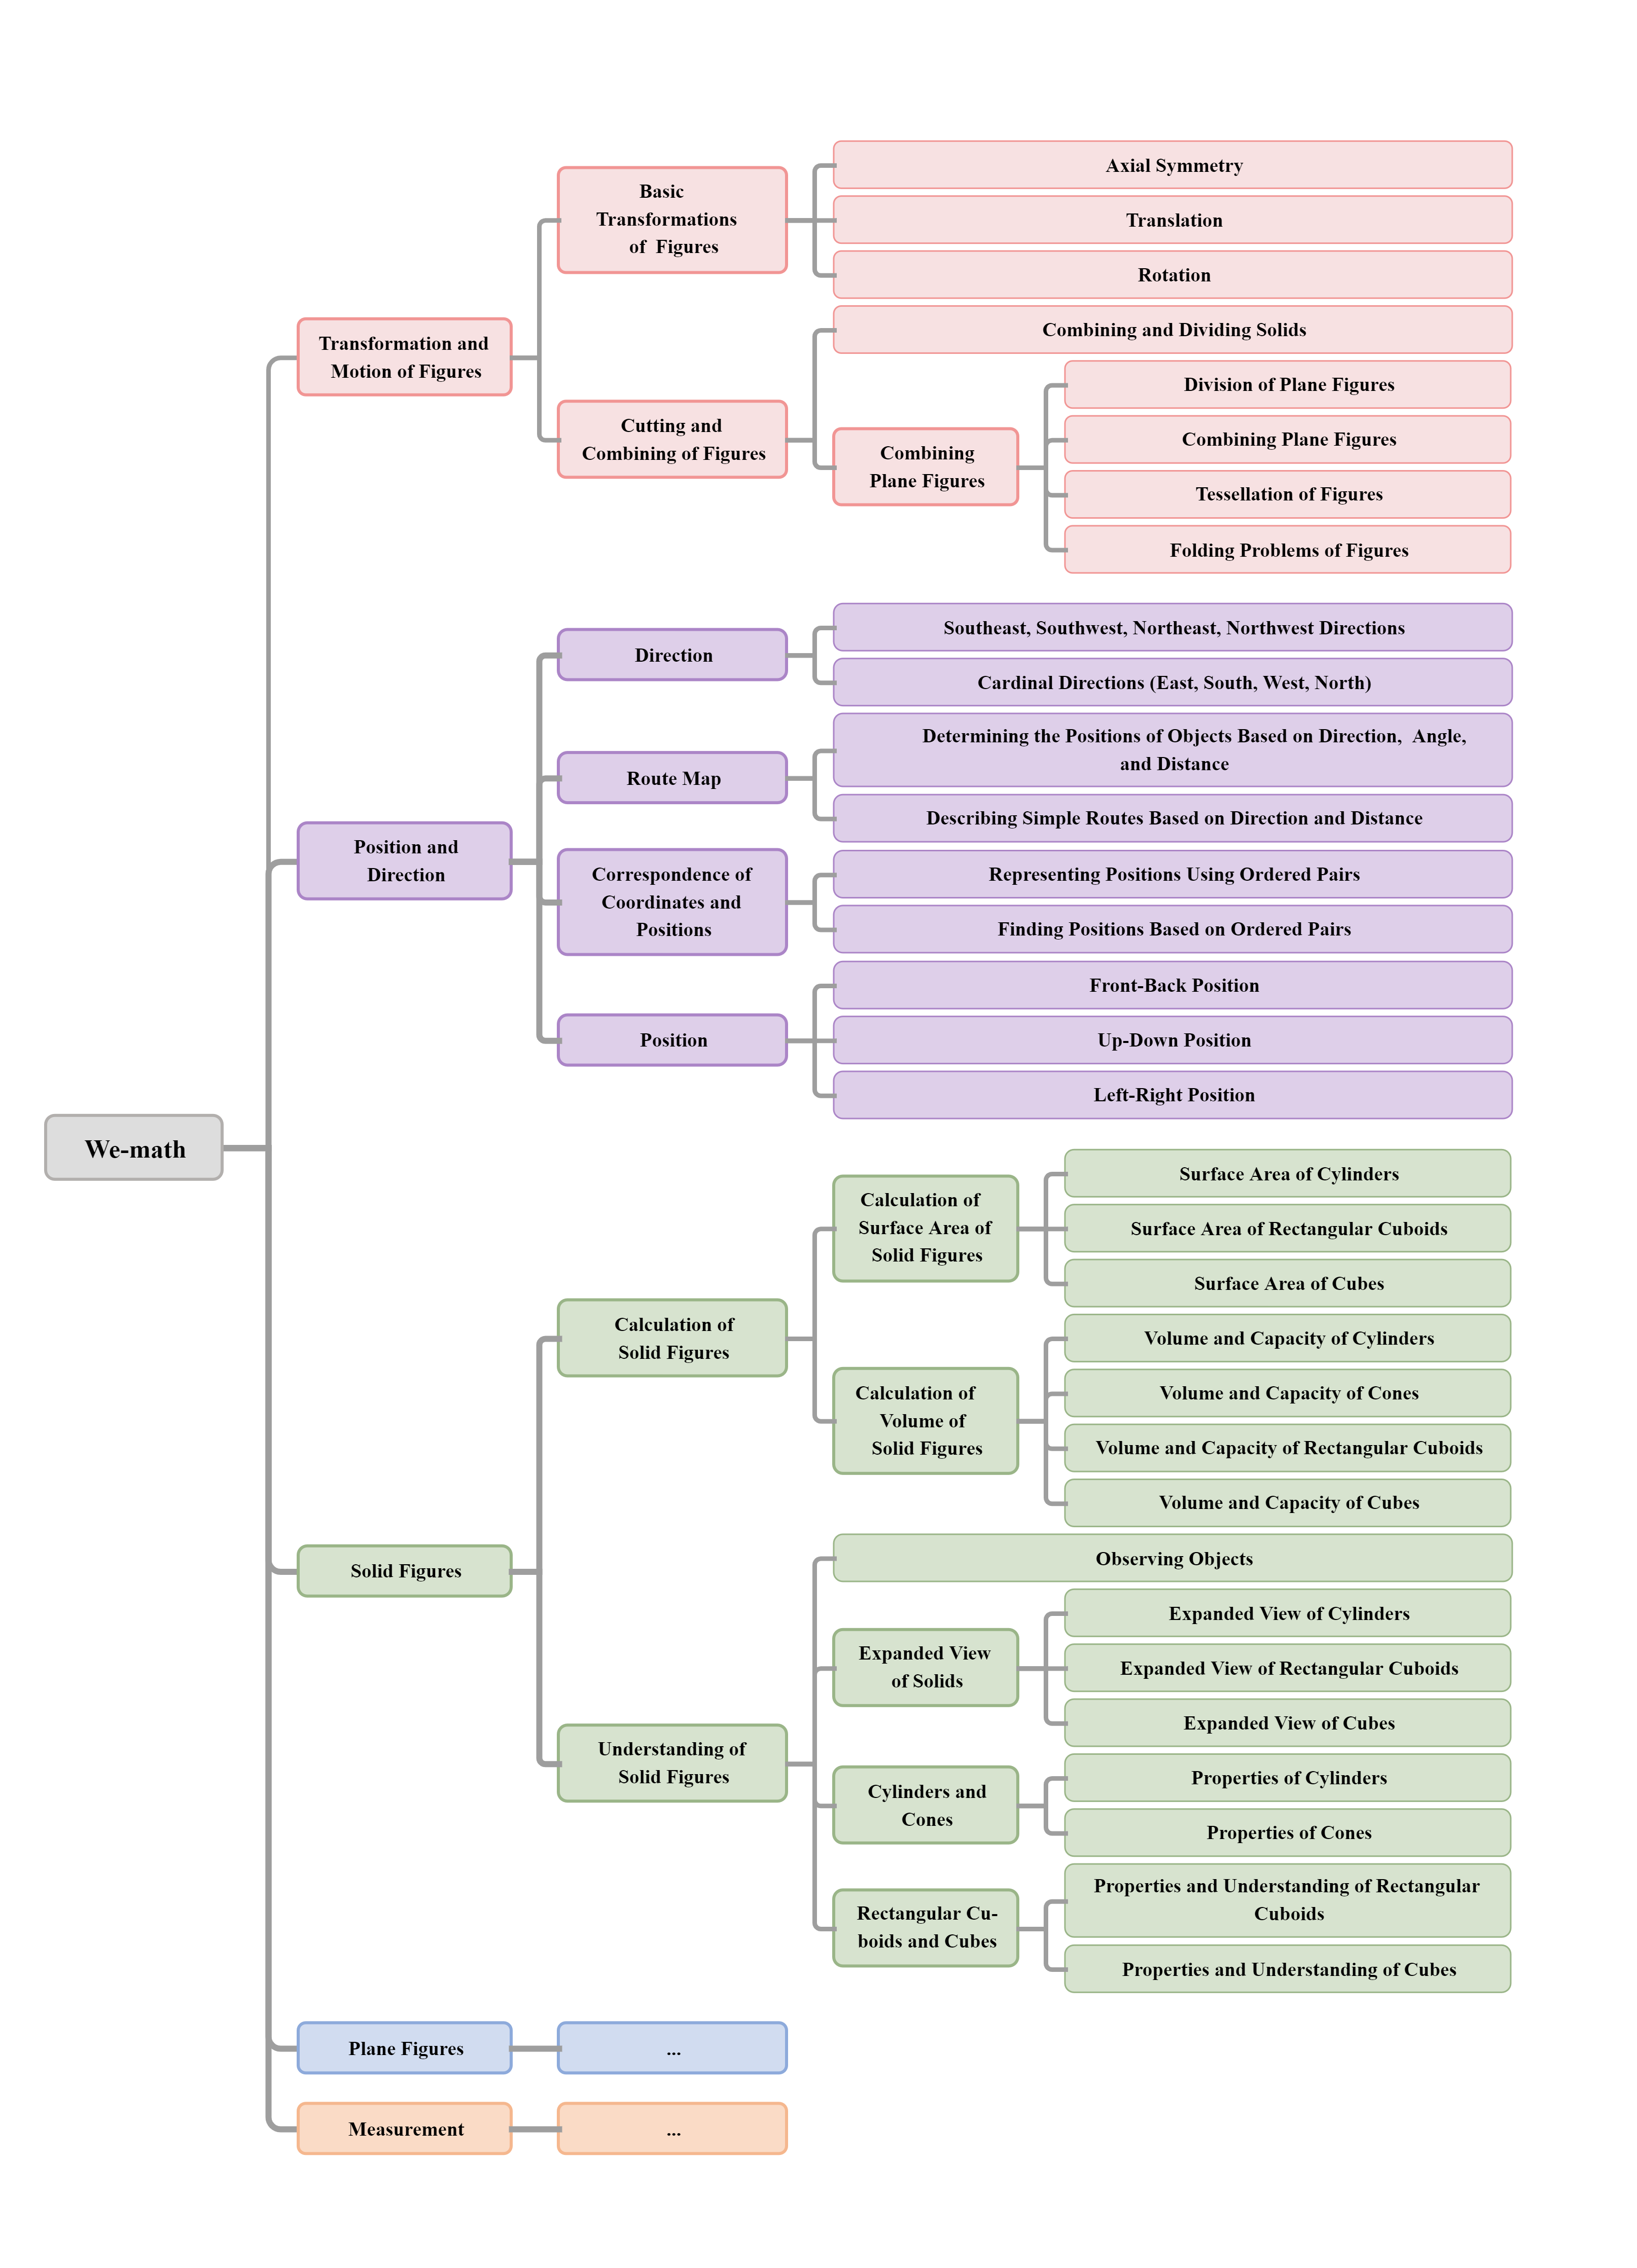 Axial Symmetry
Basic
Transformations
of Figures
Translation
Rotation
Transformation and
Motion of Figures
Combining and Dividing Solids
Cutting and
Combining of Figures
Division of Plane Figures
Combining
Plane Figures
Combining Plane Figures
Tessellation of Figures
Folding Problems of Figures
Direction
Southeast, Southwest, Northeast, Northwest Directions
Cardinal Directions (East, South, West, North)
Route Map
Determining the Positions of Objects Based on Direction, Angle,
and Distance
Describing Simple Routes Based on Direction and Distance
Position and
Direction
Correspondence of
Coordinates and
Positions
Representing Positions Using Ordered Pairs
Finding Positions Based on Ordered Pairs
Position
Front-Back Position
Up-Down Position
Left-Right Position
We-math
Calculation of
Surface Area of
Solid Figures
Surface Area of Cylinders
Surface Area of Rectangular Cuboids
Surface Area of Cubes
Calculation of
Solid Figures
Calculation of
Volume of
Solid Figures
Volume and Capacity of Cylinders
Volume and Capacity of Cones
Volume and Capacity of Rectangular Cuboids
Volume and Capacity of Cubes
Solid Figures
Observing Objects
Understanding of
Solid Figures
Expanded View
of Solids
Expanded View of Cylinders
Expanded View of Rectangular Cuboids
Expanded View of Cubes
Cylinders and
Cones
Properties of Cylinders
Properties of Cones
Rectangular Cu-
boids and Cubes
Properties and Understanding of Rectangular
Cuboids
Properties and Understanding of Cubes
Plane Figures
...
Measurement
...